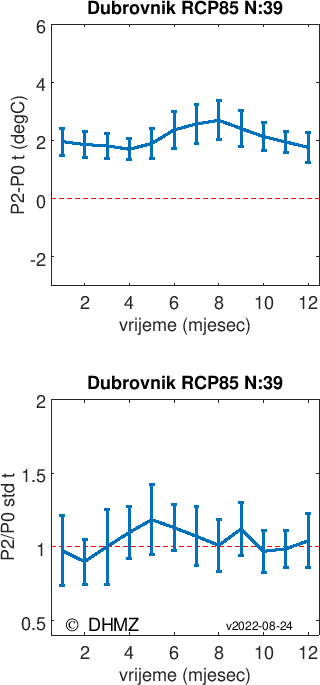 Dubrovnik RCP85 N:39
6
4
2
0
-2
P2-P0 t (degC)
2 4 6 8 10 12
vrijeme (mjesec)
Dubrovnik RCP85 N:39
2
1.5
1
0.5
P2/P0 std t
© DHMZ
v2022-08-24
2 4 6 8 10 12
vrijeme (mjesec)